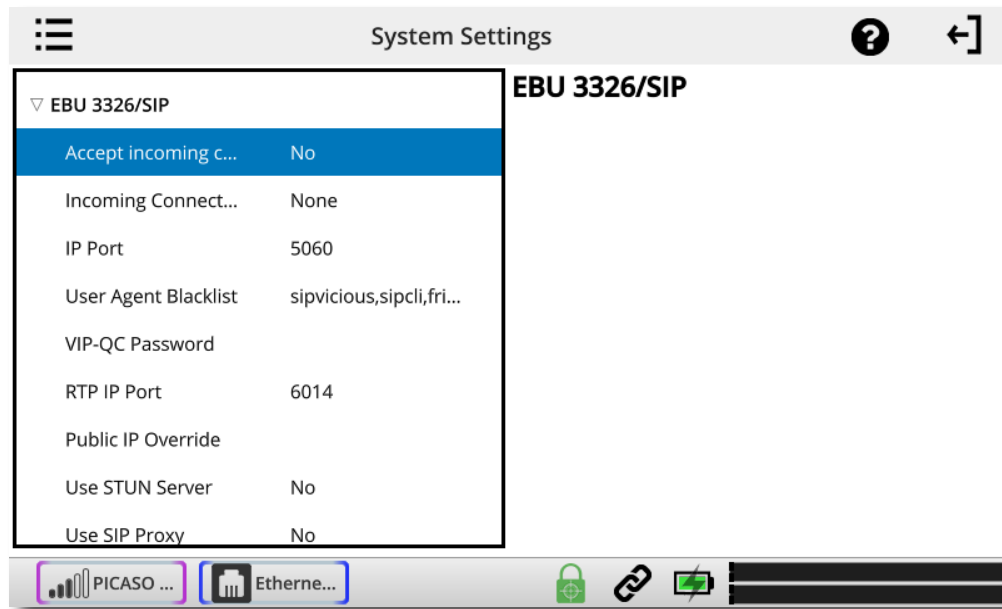 System Settings
EBU 3326/SIP
EBU 3326/SIP
Accept incoming c... No
Incoming Connect... None
IP Port 5060
User Agent Blacklist sipvicious,sipcli,fri...
VIP-QC Password
RTP IP Port 6014
Public IP Override
Use STUN Server No
Use SIP Proxy No
PICASO ... Etherne...